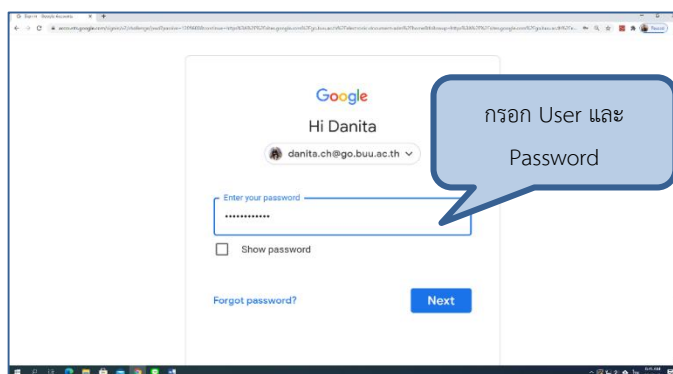 Google
Hi Danita
danita.ch@go.buu.ac.th
กรอก User และ
Password
Enter your password
Show password
Forgot password?
Next